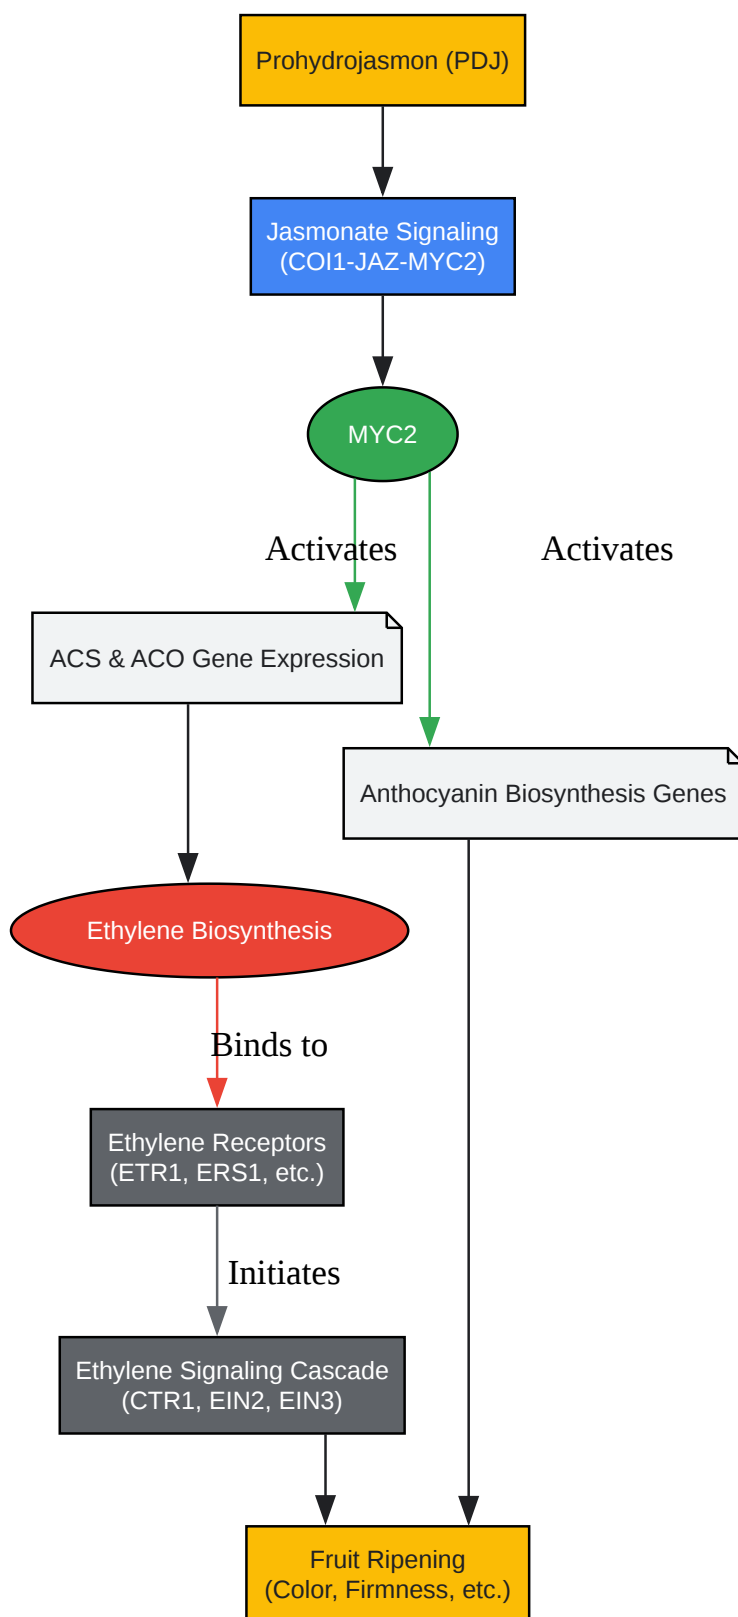 Prohydrojasmon (PDJ)
Jasmonate Signaling
(COI1-JAZ-MYC2)
MYC2
Activates
Activates
ACS & ACO Gene Expression
Anthocyanin Biosynthesis Genes
Ethylene Biosynthesis
Binds to
Ethylene Receptors
(ETR1, ERS1, etc.)
Initiates
Ethylene Signaling Cascade
(CTR1, EIN2, EIN3)
Fruit Ripening
(Color, Firmness, etc.)